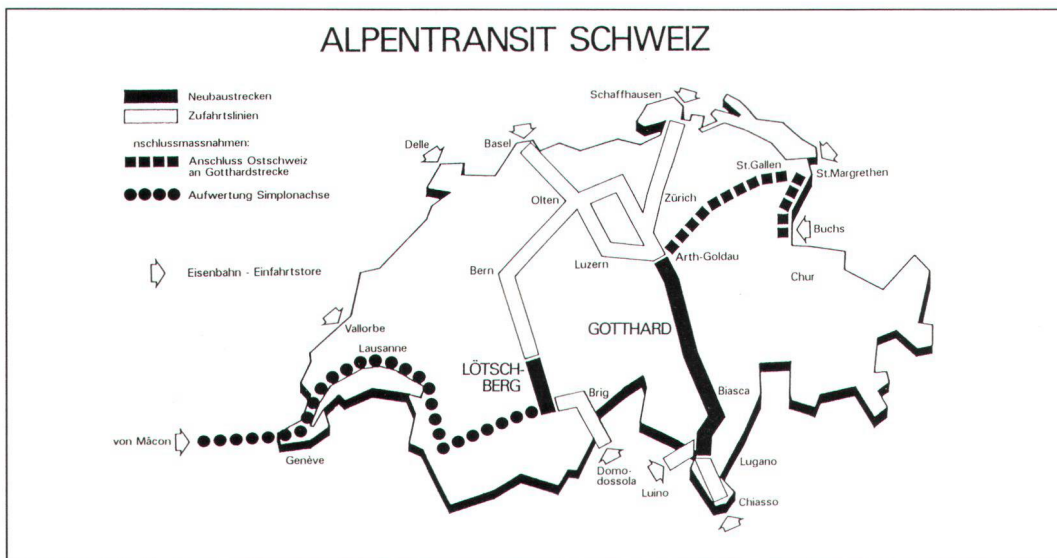 ALPENTRANSIT SCHWEIZ
Neubaustrecken
Zufahrtslinien
nschlussmassnahmen:
Anschluss Ostschweiz
an Gotthardstrecke
Aufwertung Simplonachse
Eisenbahn - Einfahrtstore
Schaffhausen
Delle
Basel
St.Gallen
St.Margrethen
Olten
Zürich
Buchs
Bern
Luzern
Arth-Goldau
Chur
GOTTHARD
Vallorbe
Lausanne
LÖTSCH-
BERG
Brig
Biasca
von Mâcon
Genève
Domo-
dossola
Luino
Lugano
Chiasso